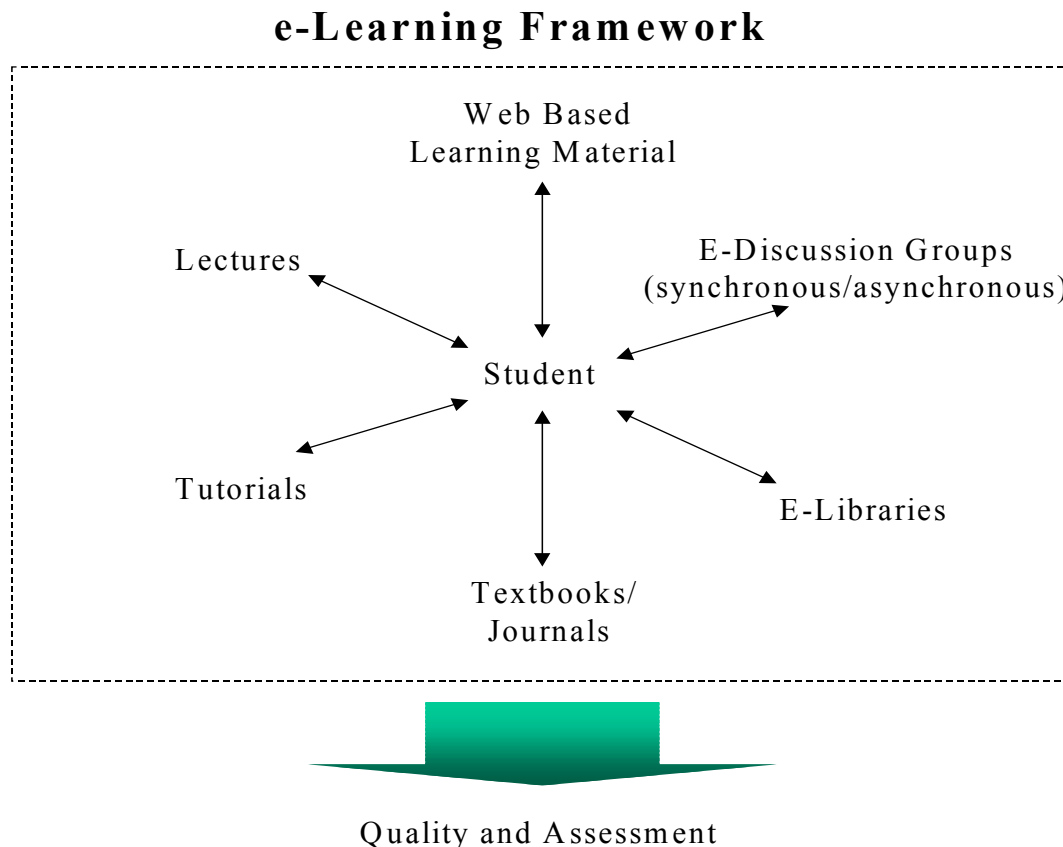 e-Learning Framework
Web Based
Learning Material
Lectures
E-Discussion Groups
(synchronous/asynchronous)
Student
Tutorials
E-Libraries
Textbooks/
Journals
Quality and Assessment